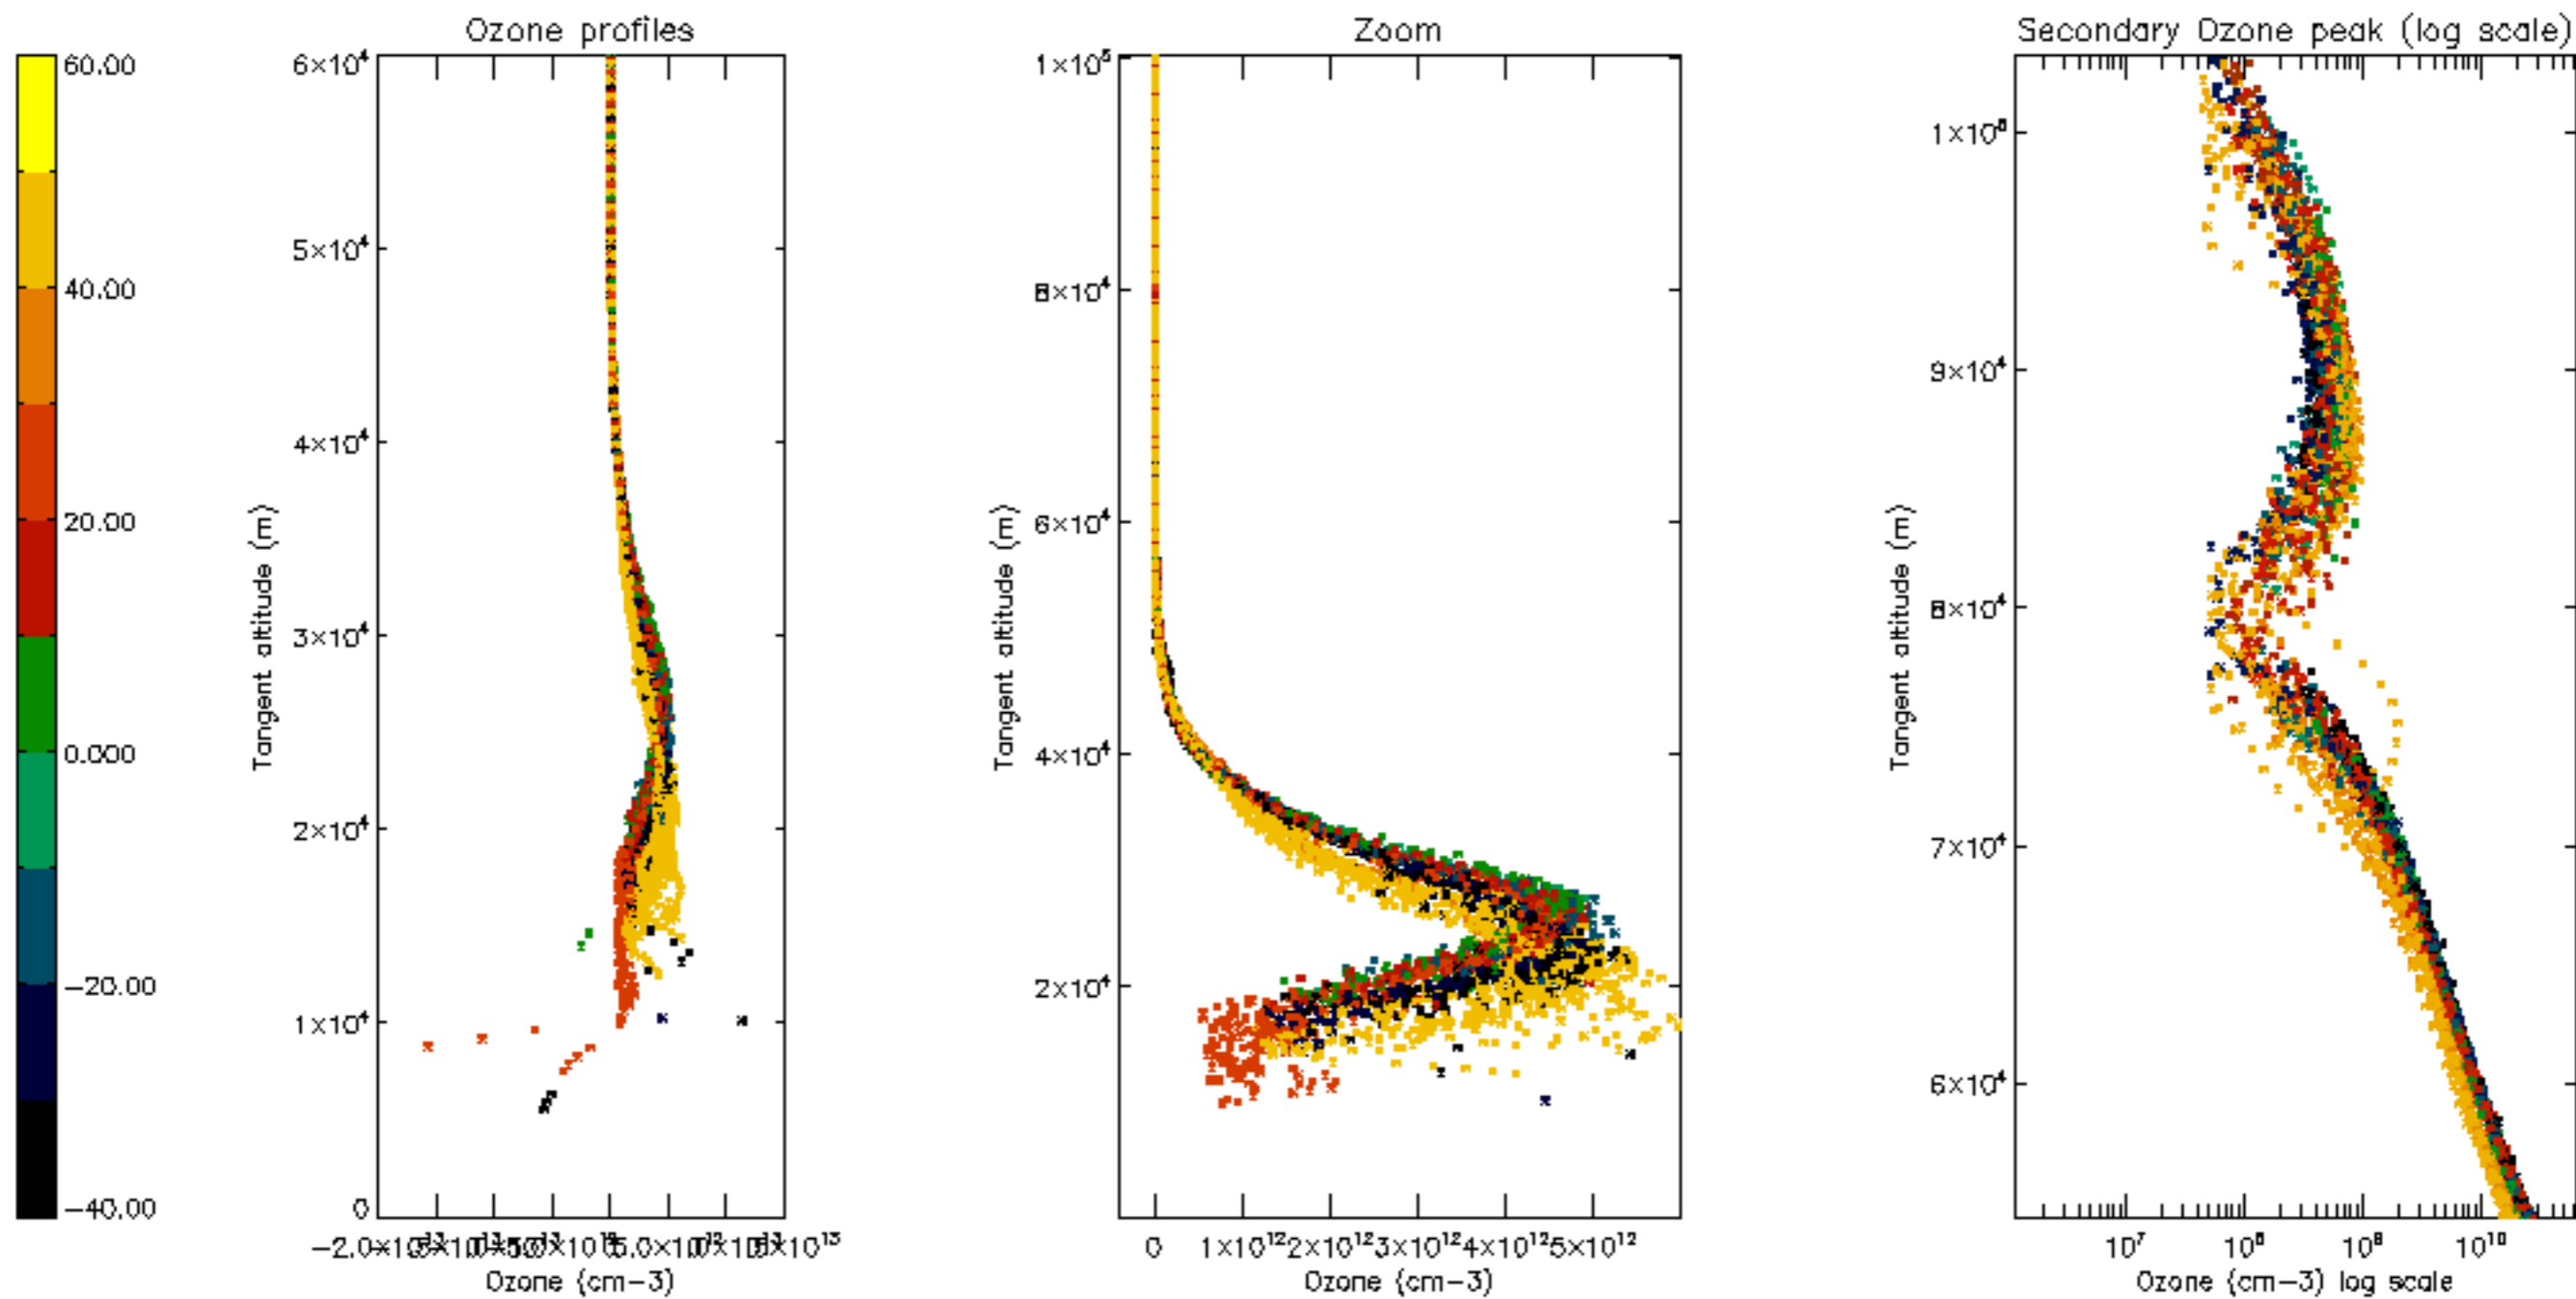 Ozone profiles
Zoom
Secondary Ozone peak (log scale)
60.00
40.00
20.00
0.000
−20.00
−40.00
6×10⁴
5×10⁴
4×10⁴
3×10⁴
2×10⁴
1×10⁴
0
Tangent altitude (m)
Ozone (cm−3)
1×10⁵
8×10⁴
6×10⁴
4×10⁴
2×10⁴
Tangent altitude (m)
0 1×10¹² 2×10¹² 3×10¹² 4×10¹² 5×10¹²
Ozone (cm−3)
9×10⁴
8×10⁴
7×10⁴
6×10⁴
Tangent altitude (m)
10⁷ 10⁸ 10⁹ 10¹⁰
Ozone (cm−3) log scale